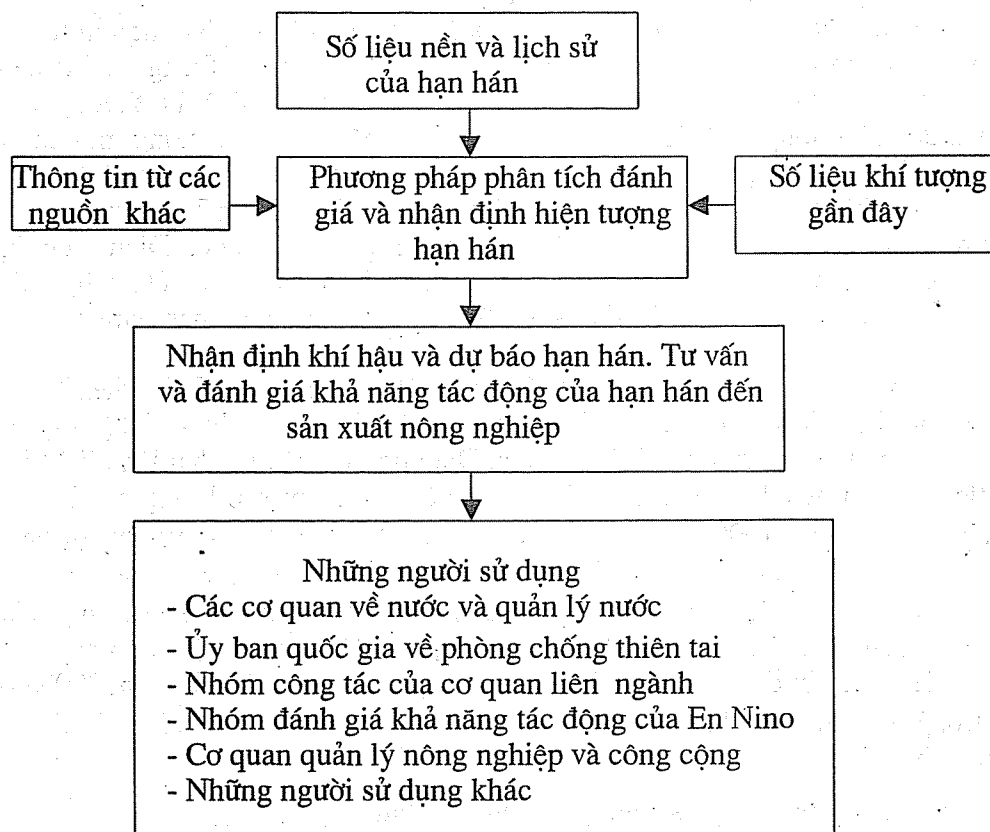 Số liệu nền và lịch sử
của hạn hán
Thông tin từ các
nguồn khác
Phương pháp phân tích đánh
giá và nhận định hiện tượng
hạn hán
Số liệu khí tượng
gần đây
Nhận định khí hậu và dự báo hạn hán. Tư vấn
và đánh giá khả năng tác động của hạn hán đến
sản xuất nông nghiệp
Những người sử dụng
- Các cơ quan về nước và quản lý nước
- Ủy ban quốc gia về phòng chống thiên tai
- Nhóm công tác của cơ quan liên ngành
- Nhóm đánh giá khả năng tác động của En Nino
- Cơ quan quản lý nông nghiệp và công cộng
- Những người sử dụng khác